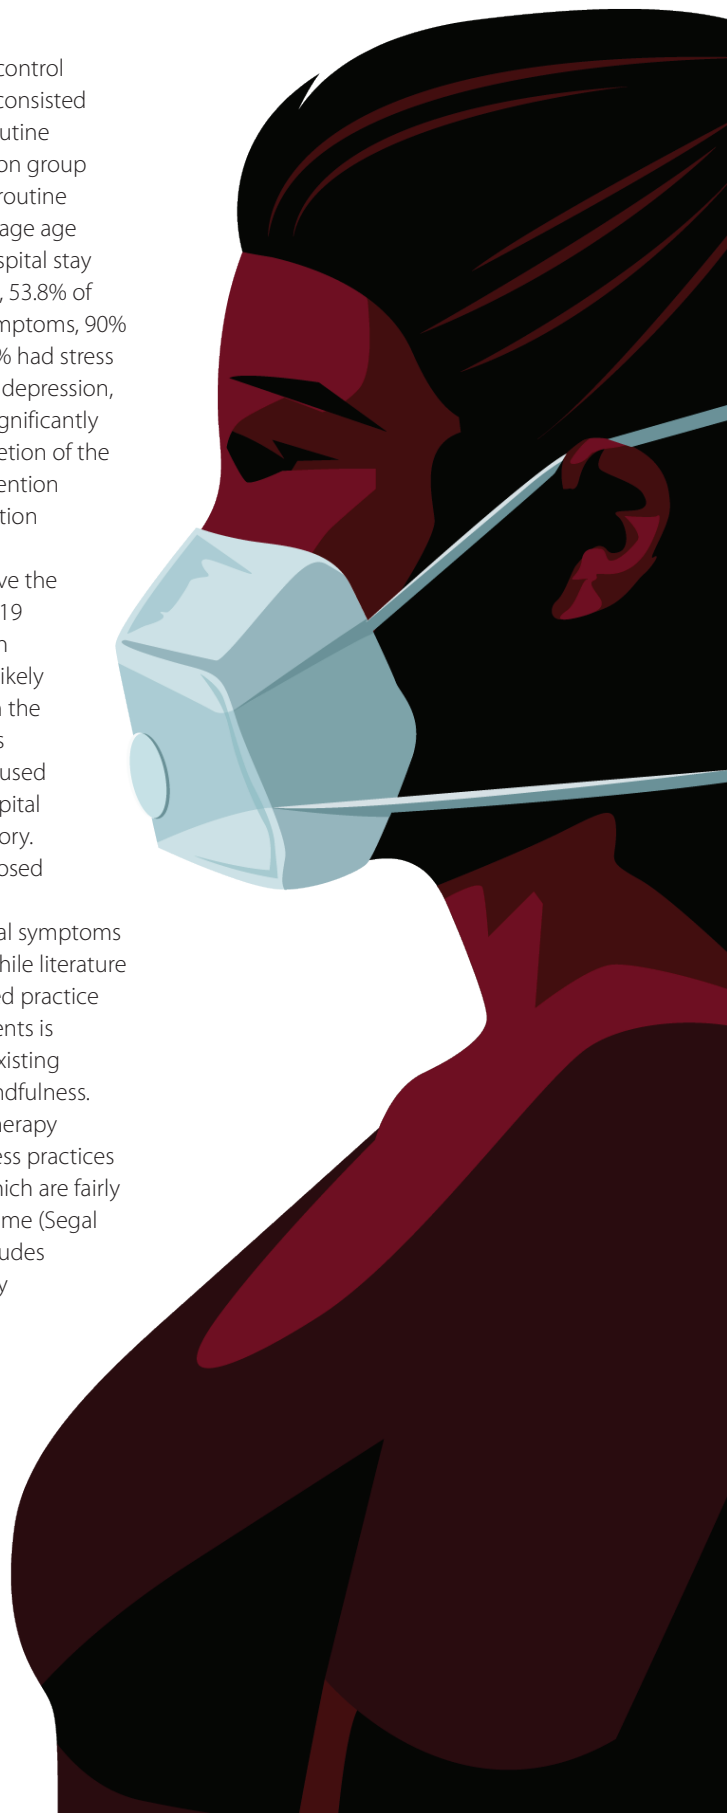 control
consisted
utine
on group
routine
age age
spital stay
, 53.8% of
mptoms, 90%
% had stress
depression,
gnificantly
etion of the
ention
tion
ve the
19
n
ikely
n the
s
used
pital
ory.
osed
al symptoms
hile literature
ed practice
ents is
xisting
ndfulness.
herapy
ess practices
hich are fairly
me (Segal
udes
y